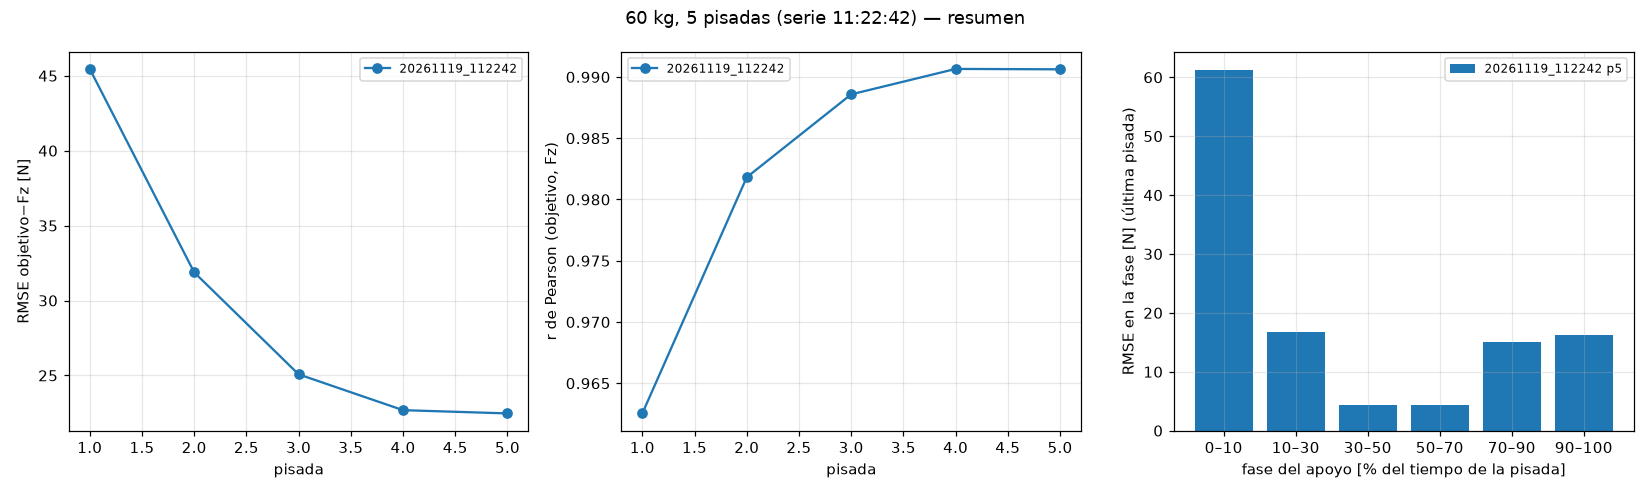 60 kg, 5 pisadas (serie 11:22:42) — resumen
RMSE objetivo−Fz [N]
45
40
35
30
25
20261119_112242
1.0 1.5 2.0 2.5 3.0 3.5 4.0 4.5 5.0
pisada
r de Pearson (objetivo, Fz)
0.990
0.985
0.980
0.975
0.970
0.965
20261119_112242
1.0 1.5 2.0 2.5 3.0 3.5 4.0 4.5 5.0
pisada
RMSE en la fase [N] (última pisada)
60
50
40
30
20
10
0
20261119_112242 p5
0–10 10–30 30–50 50–70 70–90 90–100
fase del apoyo [% del tiempo de la pisada]